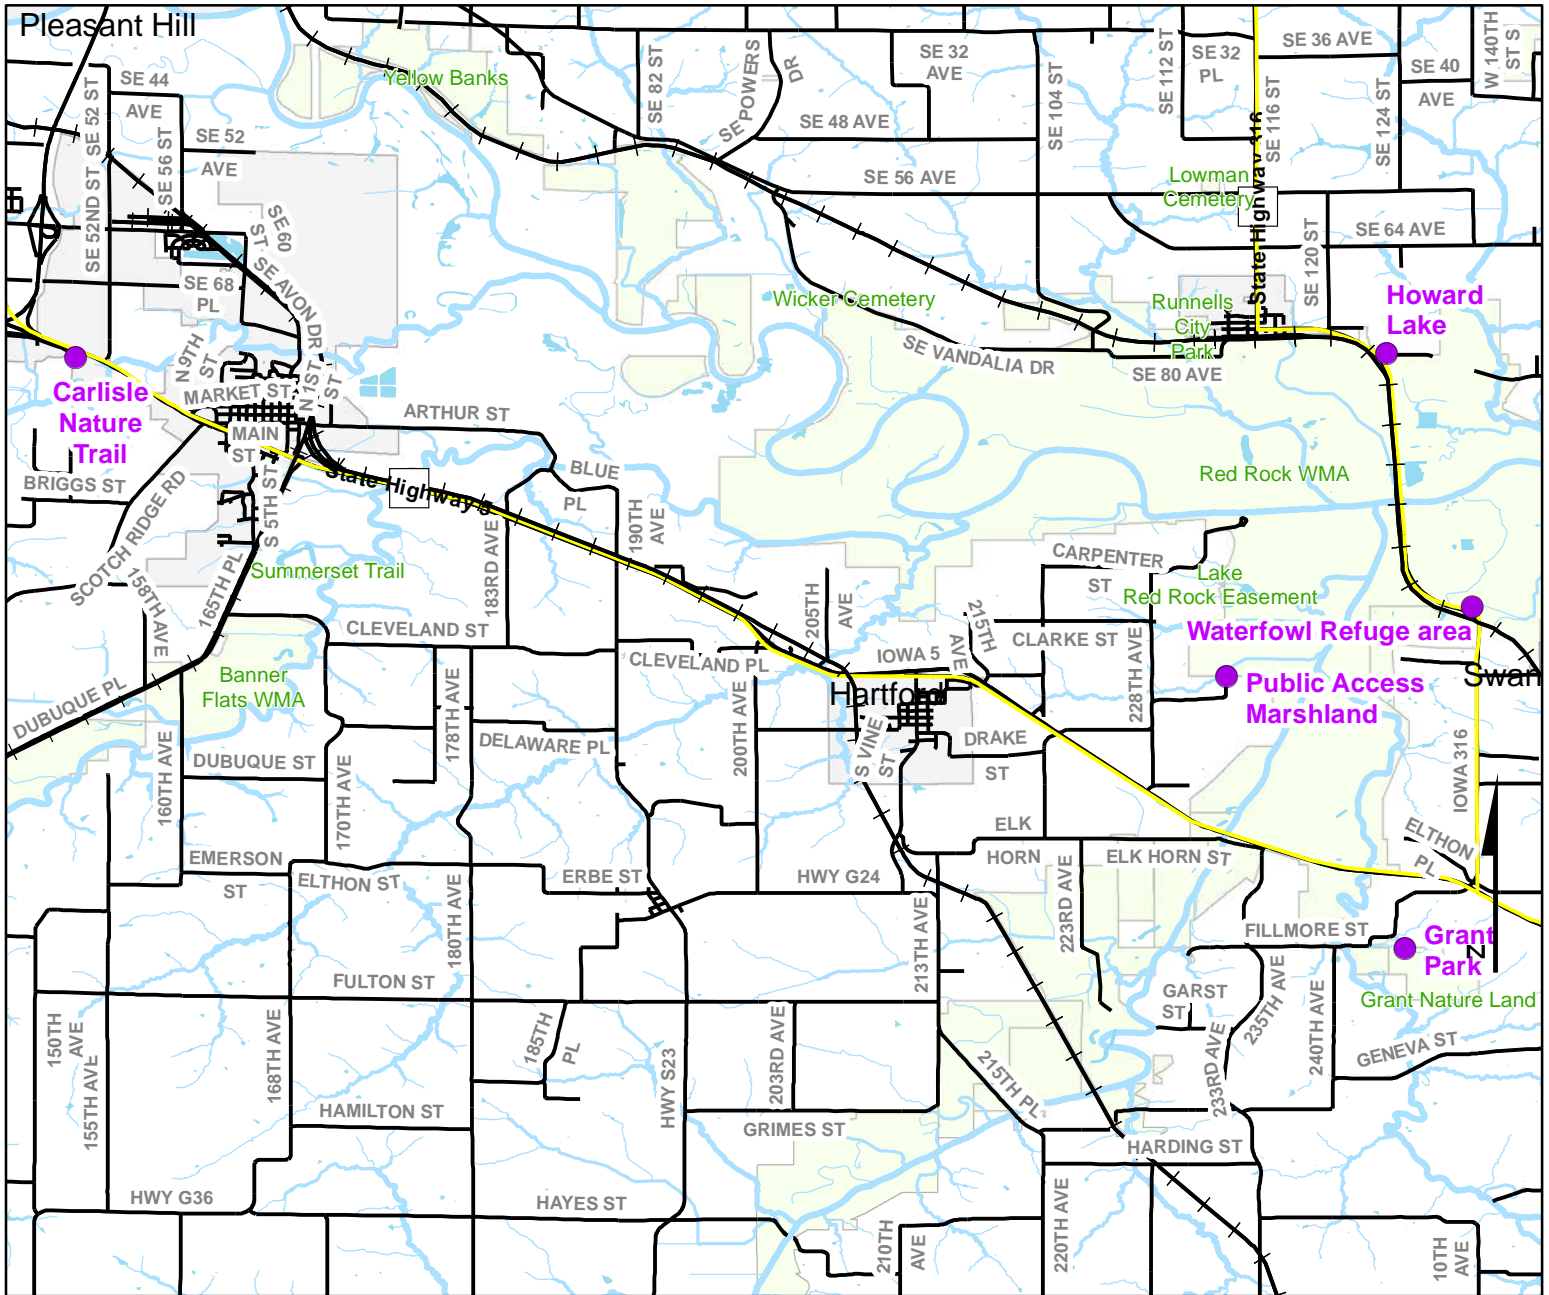 Pleasant Hill
Yellow Banks
SE 44
AVE
SE 52 ST
SE 52ND ST
SE 56 ST
SE 52
AVE
SE 60
ST
SE AVON DR
SE 68
PL
SE 82 ST
SE POWERS
DR
SE 32
AVE
SE 48 AVE
SE 104 ST
SE 112 ST
SE 32
PL
SE 116 ST
SE 36 AVE
SE 124 ST
SE 40
AVE
W 140TH
ST S
SE 56 AVE
Lowman
Cemetery
State Highway 316
SE 64 AVE
SE 120 ST
Wicker Cemetery
Runnells
City
Park
Howard
Lake
SE VANDALIA DR
SE 80 AVE
N 9TH
ST
N 1ST
ST
MARKET ST
Carlisle
Nature
Trail
MAIN
ST
ARTHUR ST
BRIGGS ST
SCOTCH RIDGE RD
S 5TH ST
State Highway 5
BLUE
PL
190TH
AVE
183RD AVE
Red Rock WMA
158TH AVE
165TH PL
Summerset Trail
CARPENTER
ST
Lake
Red Rock Easement
CLEVELAND ST
CLEVELAND PL
205TH
AVE
215TH
AVE
IOWA 5
CLARKE ST
228TH AVE
Waterfowl Refuge area
Swan
Banner
Flats WMA
DUBUQUE PL
Hartford
Public Access
Marshland
178TH AVE
200TH AVE
DELAWARE PL
S VINE
ST
DRAKE
ST
160TH AVE
DUBUQUE ST
170TH AVE
IOWA 316
ELTHON
PL
ELK
HORN
ELK HORN ST
EMERSON
ST
ELTHON ST
180TH AVE
ERBE ST
HWY G24
213TH AVE
223RD AVE
FILLMORE ST
Grant
Park
N
Grant Nature Land
FULTON ST
GARST
ST
235TH AVE
233RD AVE
240TH AVE
GENEVA ST
150TH
AVE
155TH AVE
168TH AVE
185TH
PL
HWY S23
203RD AVE
215TH PL
HAMILTON ST
GRIMES ST
HARDING ST
HWY G36
HAYES ST
210TH
AVE
220TH AVE
10TH
AVE